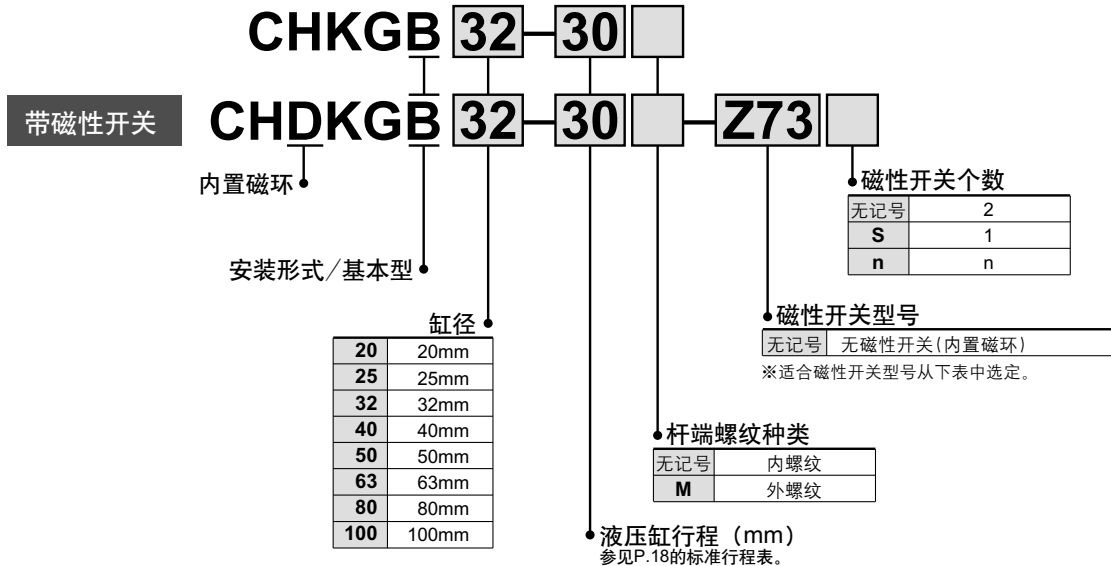 CHKGB 32-30
带磁性开关 CHDKGB 32-30 - Z73
内置磁环
安装形式/基本型
缸径
20 20mm
25 25mm
32 32mm
40 40mm
50 50mm
63 63mm
80 80mm
100 100mm
液压缸行程（mm）
参见P.18的标准行程表。
杆端螺纹种类
无记号 内螺纹
M 外螺纹
磁性开关型号
无记号 无磁性开关(内置磁环)
※适合磁性开关型号从下表中选定。
磁性开关个数
无记号 2
S 1
n n